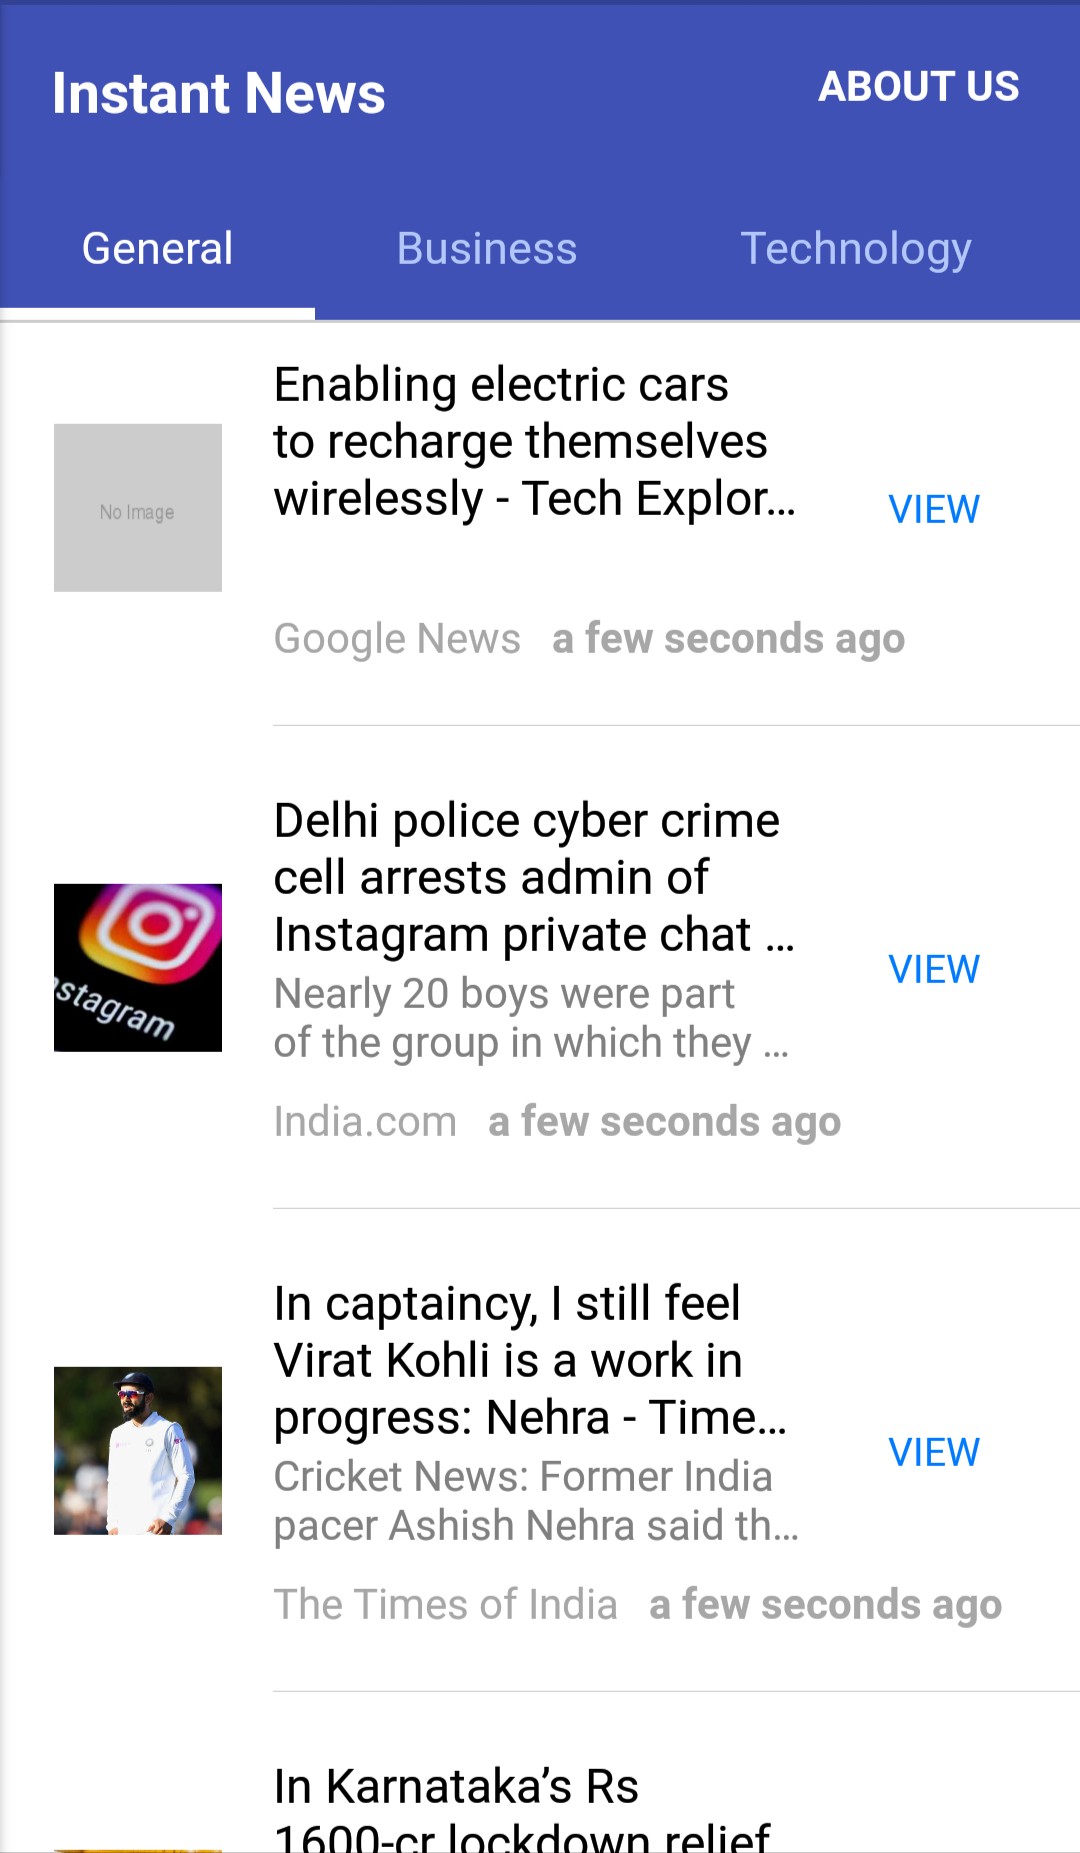 Instant News
ABOUT US
General
Business
Technology
Enabling electric cars
to recharge themselves
wirelessly - Tech Explor...
No Image
VIEW
Google News a few seconds ago
Delhi police cyber crime
cell arrests admin of
Instagram private chat ...
stagram
Nearly 20 boys were part
of the group in which they ...
VIEW
India.com a few seconds ago
In captaincy, I still feel
Virat Kohli is a work in
progress: Nehra - Time...
Cricket News: Former India
pacer Ashish Nehra said th...
VIEW
The Times of India a few seconds ago
In Karnataka’s Rs
1600-cr lockdown relief